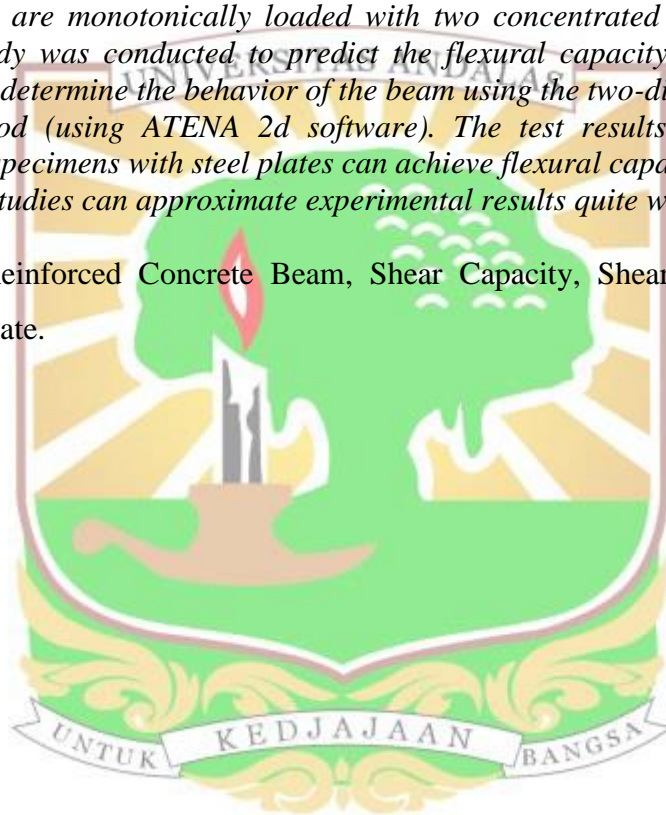 are monotonically loaded with two concentrated
dy was conducted to predict the flexural capacity
determine the behavior of the beam using the two-di
od (using ATENA 2d software). The test results
pecimens with steel plates can achieve flexural capa
tudies can approximate experimental results quite w
einforced Concrete Beam, Shear Capacity, Shear
ate.
UNIVERSITAS ANDALAS
UNTUK KEDJAJAAN BANGSA